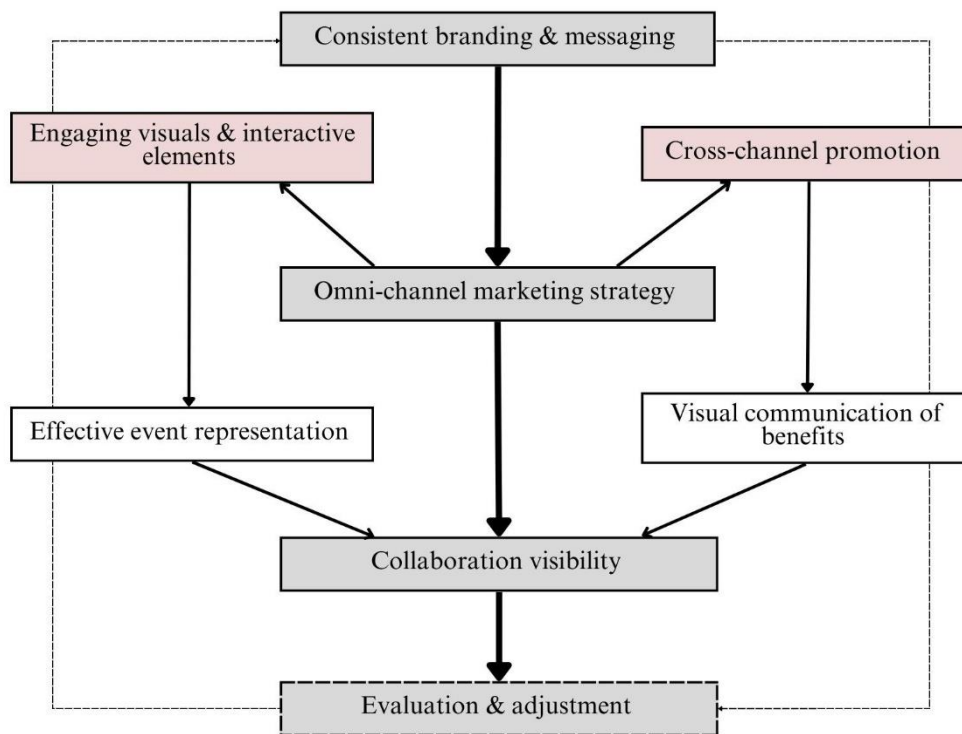 Consistent branding & messaging
Engaging visuals & interactive
elements
Cross-channel promotion
Omni-channel marketing strategy
Effective event representation
Visual communication of
benefits
Collaboration visibility
Evaluation & adjustment